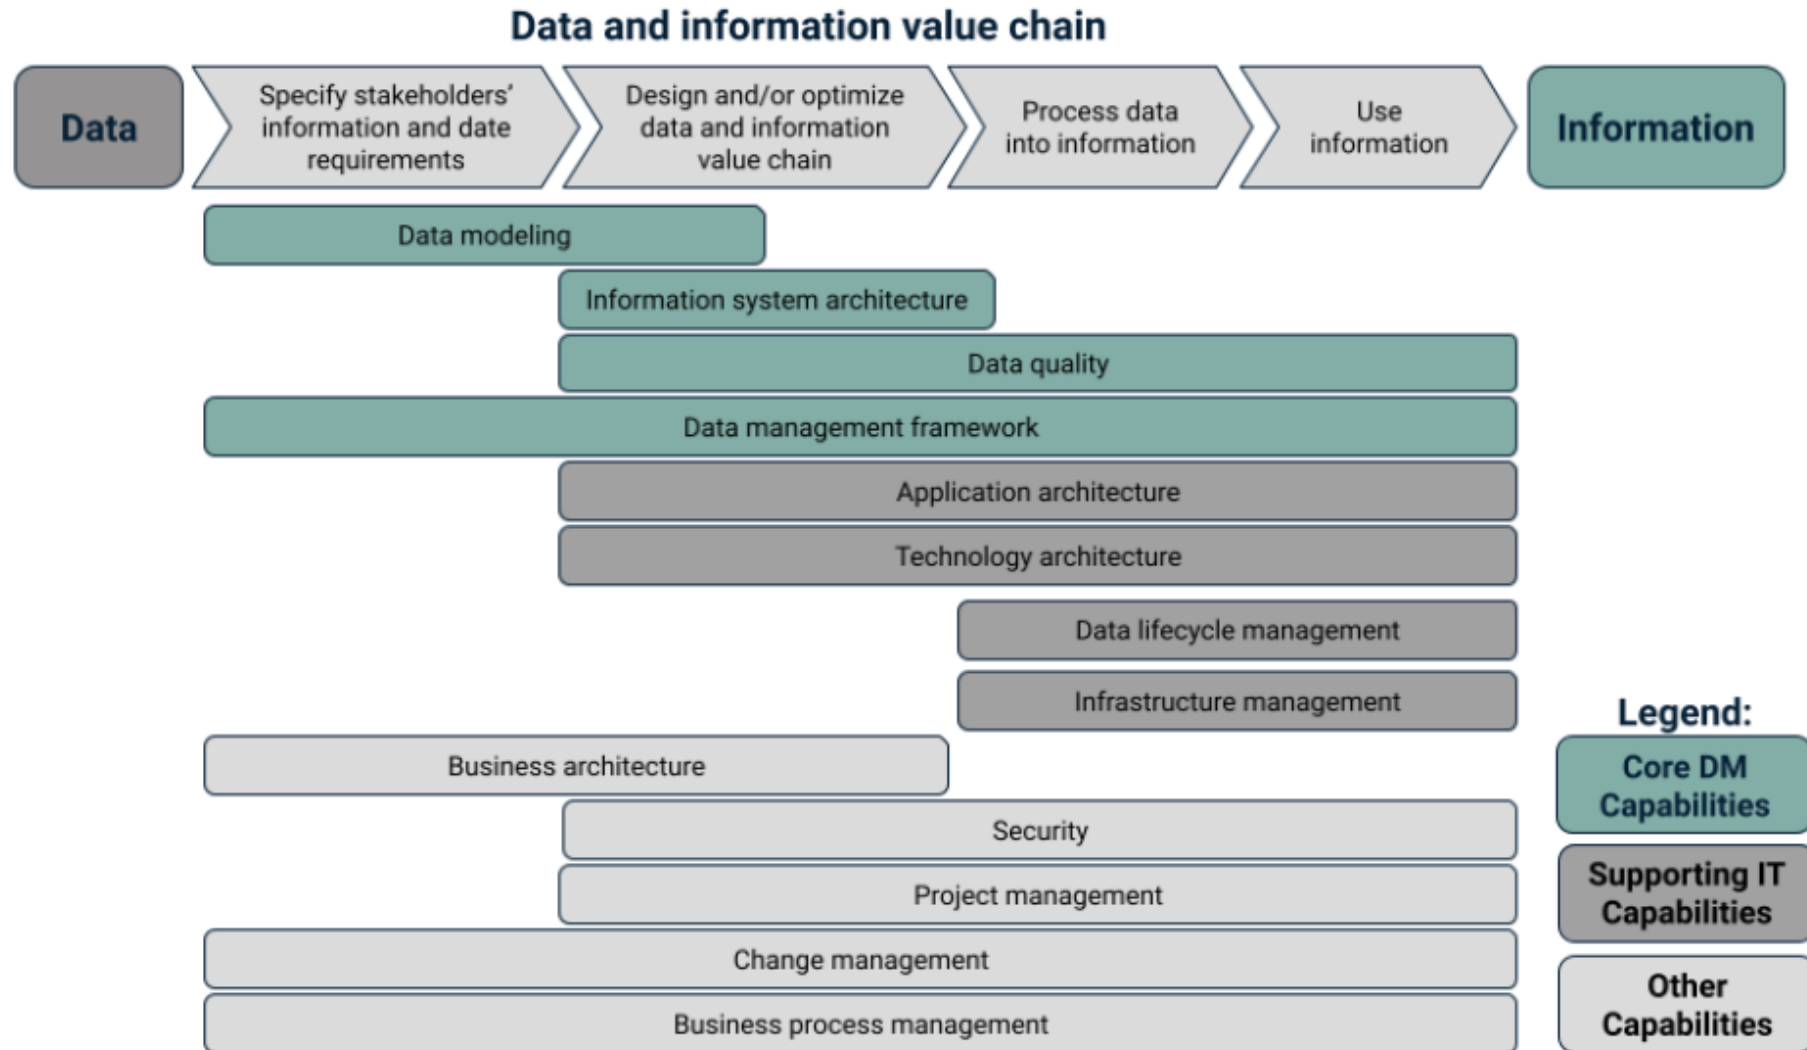 Data and information value chain
Data
Specify stakeholders’
information and date
requirements
Design and/or optimize
data and information
value chain
Process data
into information
Use
information
Information
Data modeling
Information system architecture
Data quality
Data management framework
Application architecture
Technology architecture
Data lifecycle management
Infrastructure management
Business architecture
Security
Project management
Change management
Business process management
Legend:
Core DM
Capabilities
Supporting IT
Capabilities
Other
Capabilities